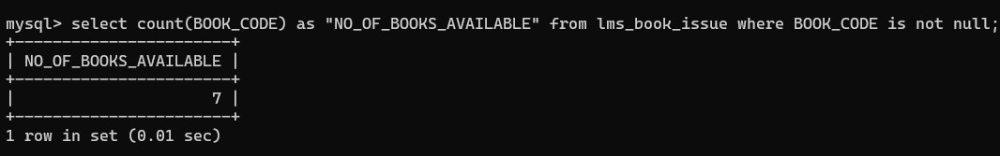 mysql> select count(BOOK_CODE) as "NO_OF_BOOKS_AVAILABLE" from lms_book_issue where BOOK_CODE is not null;
+-----------------------+
| NO_OF_BOOKS_AVAILABLE |
+-----------------------+
|                     7 |
+-----------------------+
1 row in set (0.01 sec)